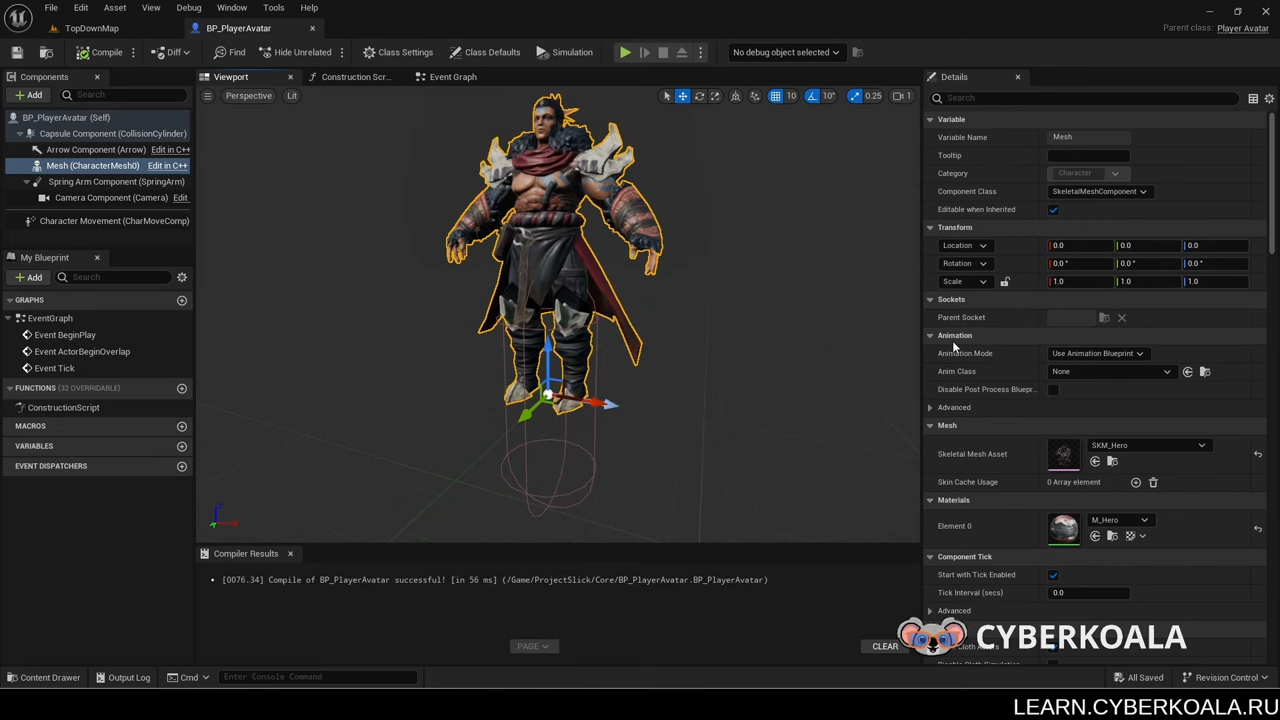 File Edit Asset View Debug Window Tools Help
TopDownMap BP_PlayerAvatar Parent class: Player Avatar
Compile Diff Find Hide Unrelated Class Settings Class Defaults Simulation No debug object selected
Components
Add Search
BP_PlayerAvatar (Self)
Capsule Component (CollisionCylinder)
Arrow Component (Arrow) Edit in C++
Mesh (CharacterMesh0) Edit in C++
Spring Arm Component (SpringArm)
Camera Component (Camera) Edit
Character Movement (CharMoveComp)
My Blueprint
Add Search
GRAPHS
EventGraph
Event BeginPlay
Event ActorBeginOverlap
Event Tick
FUNCTIONS (32 OVERRIDABLE)
ConstructionScript
MACROS
VARIABLES
EVENT DISPATCHERS
Viewport Construction Scr... Event Graph
Perspective Lit 10 10° 0.25 1
Compiler Results
[0076.34] Compile of BP_PlayerAvatar successful! [in 56 ms] (/Game/ProjectSlick/Core/BP_PlayerAvatar.BP_PlayerAvatar)
PAGE CLEAR
Details
Search
Variable
Variable Name Mesh
Tooltip
Category Character
Component Class SkeletalMeshComponent
Editable when Inherited
Transform
Location 0.0 0.0 0.0
Rotation 0.0 ° 0.0 ° 0.0 °
Scale 1.0 1.0 1.0
Sockets
Parent Socket
Animation
Animation Mode Use Animation Blueprint
Anim Class None
Disable Post Process Bluepr...
Advanced
Mesh
Skeletal Mesh Asset SKM_Hero
Skin Cache Usage 0 Array element
Materials
Element 0 M_Hero
Component Tick
Start with Tick Enabled
Tick Interval (secs) 0.0
Advanced
CYBERKOALA
Content Drawer Output Log Cmd Enter Console Command All Saved Revision Control
LEARN.CYBERKOALA.RU